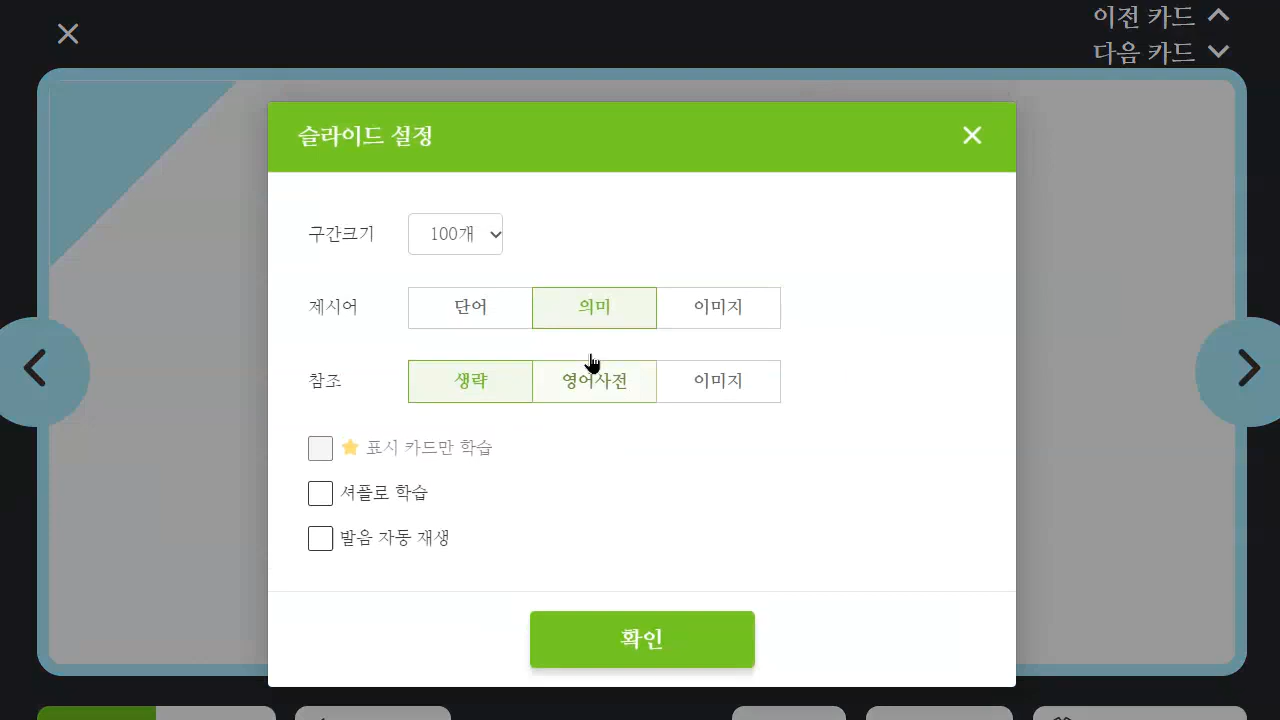 이전 카드
다음 카드
슬라이드 설정
구간크기 100개
제시어 단어 의미 이미지
참조 생략 영어사전 이미지
표시 카드만 학습
셔플로 학습
발음 자동 재생
확인